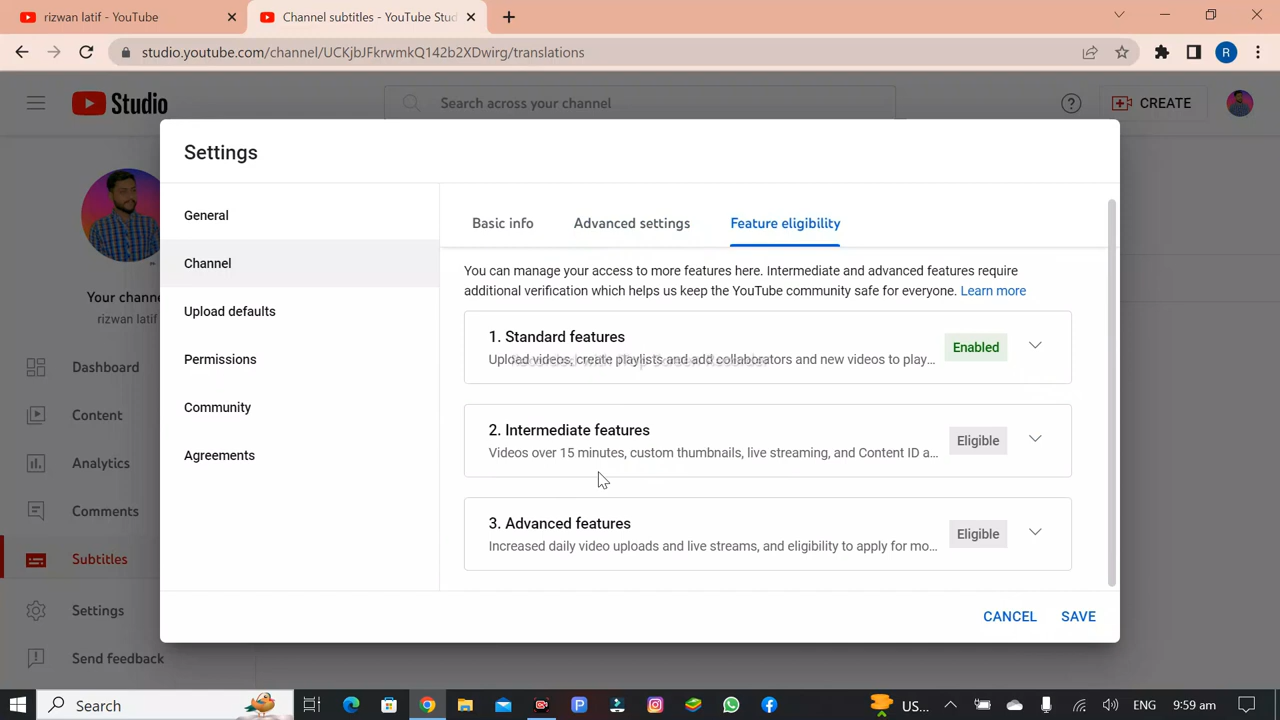 rizwan latif - YouTube
Channel subtitles - YouTube Stud
studio.youtube.com/channel/UCKjbJFkrwmkQ142b2XDwirg/translations
R
Studio
Search across your channel
CREATE
Settings
General
Channel
Upload defaults
Permissions
Community
Agreements
Basic info
Advanced settings
Feature eligibility
You can manage your access to more features here. Intermediate and advanced features require
additional verification which helps us keep the YouTube community safe for everyone. Learn more
1. Standard features
Upload videos, create playlists and add collaborators and new videos to play…
Enabled
2. Intermediate features
Videos over 15 minutes, custom thumbnails, live streaming, and Content ID a…
Eligible
3. Advanced features
Increased daily video uploads and live streams, and eligibility to apply for mo…
Eligible
CANCEL
SAVE
Your chann
rizwan latif
Dashboard
Content
Analytics
Comments
Subtitles
Settings
Send feedback
Search
US...
9:59 am